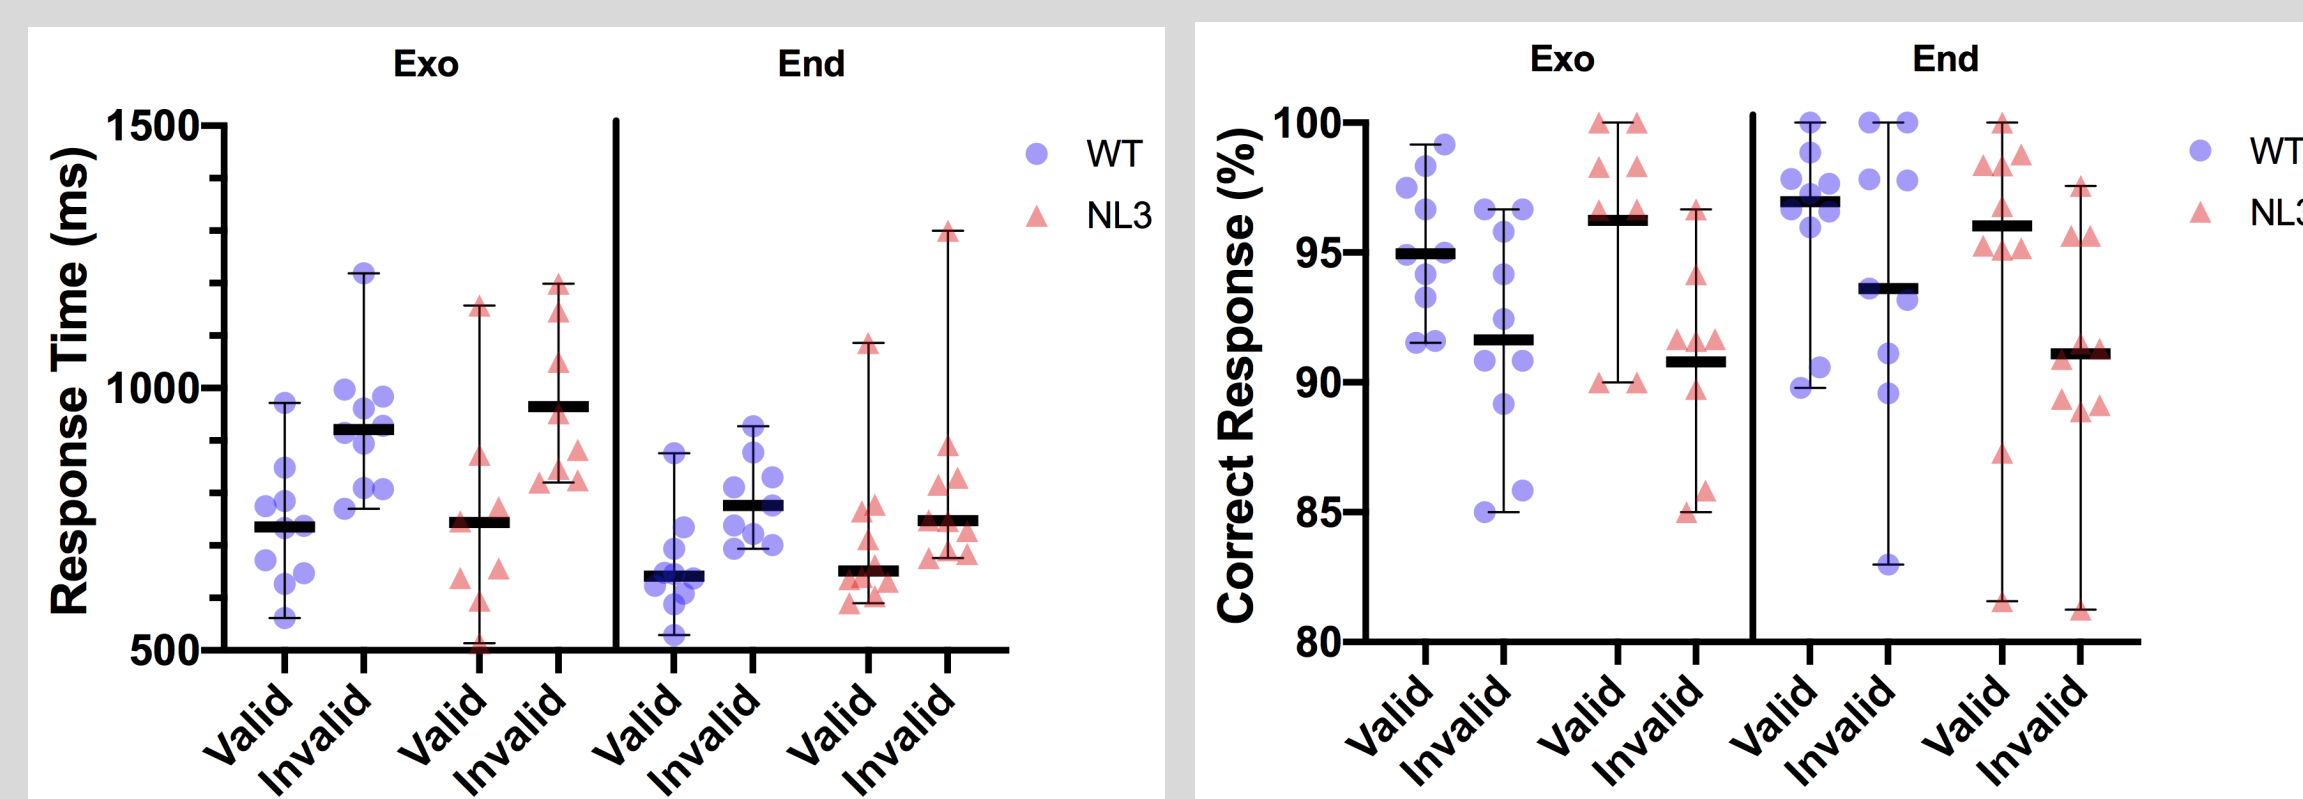 Exo End
1500
1000
500
Response Time (ms)
WT
NL3
Valid Invalid Valid Invalid Valid Invalid Valid Invalid
Exo End
100
95
90
85
80
Correct Response (%)
WT
NL3
Valid Invalid Valid Invalid Valid Invalid Valid Invalid